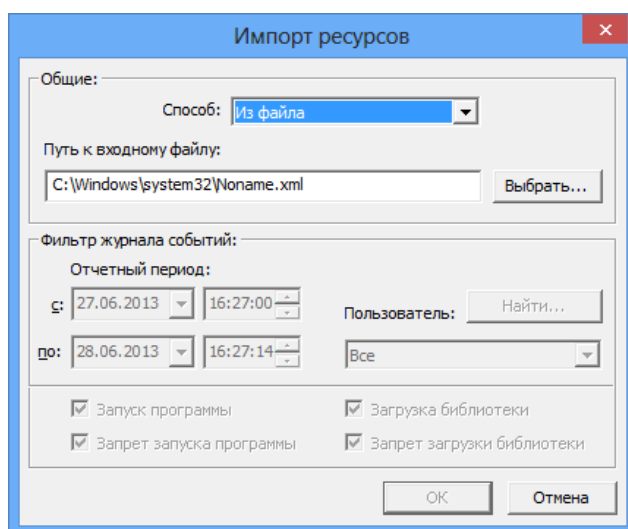 Импорт ресурсов
Общие:
Способ: Из файла
Путь к входному файлу:
C:\Windows\system32\Noname.xml Выбрать...
Фильтр журнала событий:
Отчетный период:
с: 27.06.2013 16:27:00 Пользователь: Найти...
по: 28.06.2013 16:27:14 Все
Запуск программы Загрузка библиотеки
Запрет запуска программы Запрет загрузки библиотеки
OK Отмена